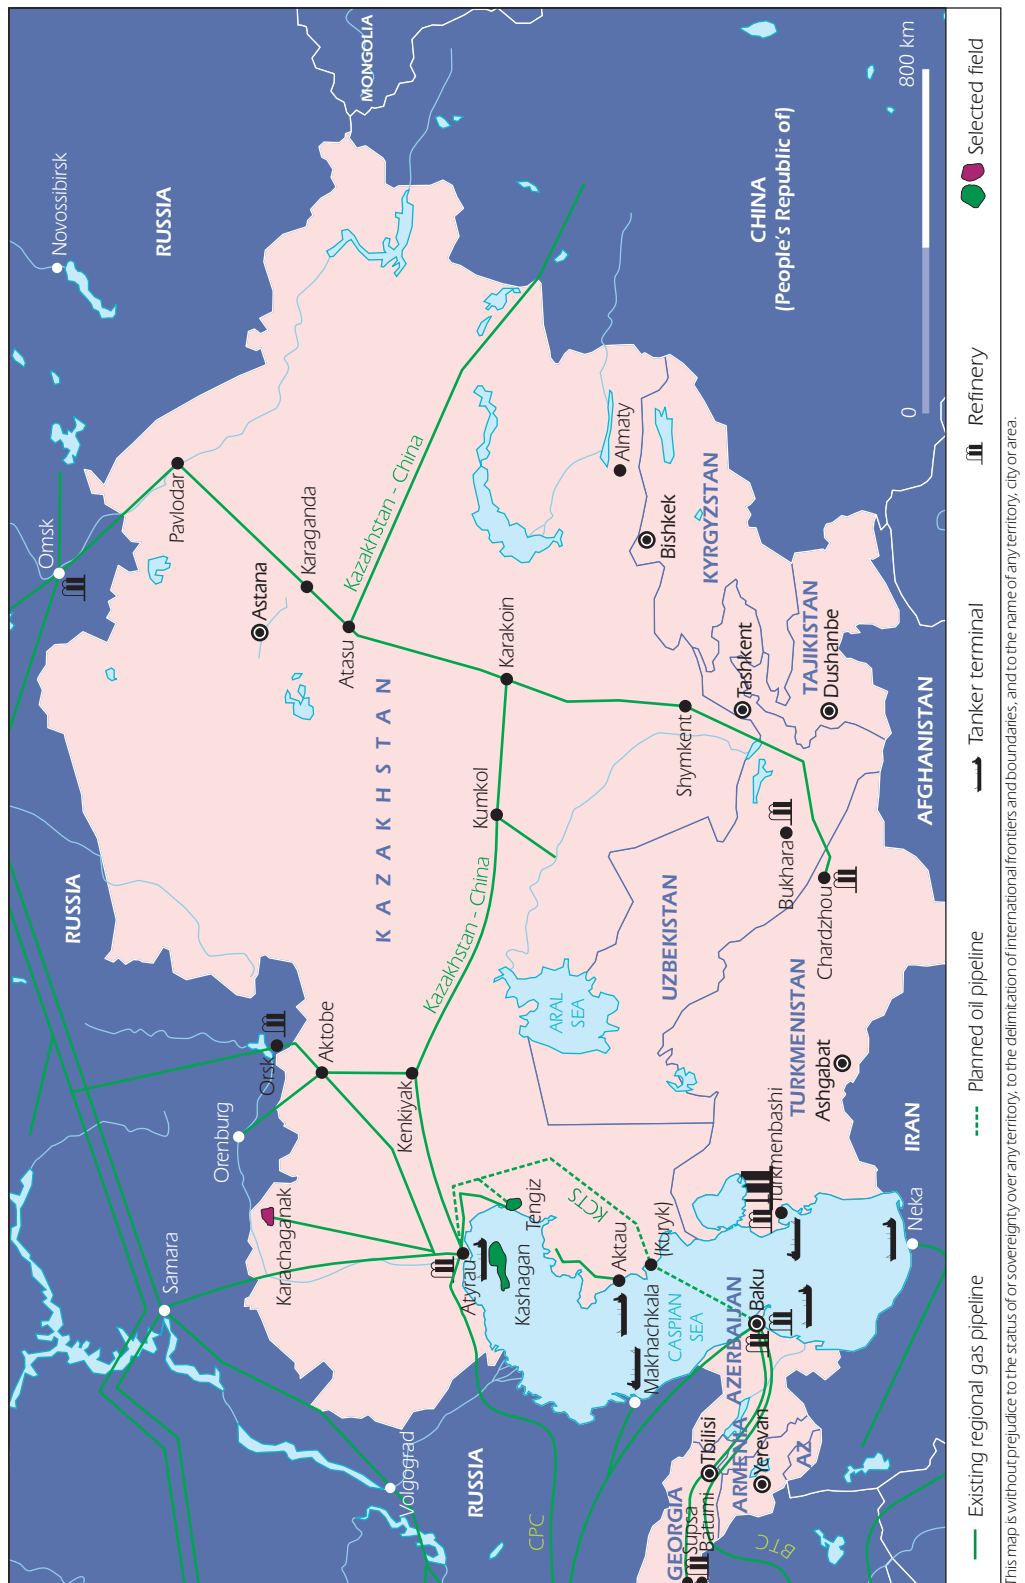 RUSSIA
Novossibirsk
MONGOLIA
Omsk
Pavlodar
Karaganda
Astana
Atasu
Kazakhstan - China
KAZAKHSTAN
RUSSIA
CHINA
(People's Republic of)
Almaty
Bishkek
KYRGYZSTAN
Karakoin
Kumkol
Shymkent
Tashkent
TAJIKISTAN
Dushanbe
AFGHANISTAN
Kazakhstan - China
UZBEKISTAN
Bukhara
Chardzhou
ARAL
SEA
TURKMENISTAN
Ashgabat
Turkmenbashi
IRAN
Neka
Orsk
Aktobe
Orenburg
Kenkiyak
Karachaganak
Samara
Atyrau
Tengiz
Kashagan
KCTS
Aktau
(Kuryk)
Makhachkala
CASPIAN
SEA
Baku
AZERBAIJAN
Volgograd
RUSSIA
CPC
GEORGIA
Supsa
Batumi
Tbilisi
ARMENIA
Yerevan
AZ
BTC
0
800 km
Existing regional gas pipeline
Planned oil pipeline
Tanker terminal
Refinery
Selected field
This map is without prejudice to the status of or sovereignty over any territory, to the delimitation of international frontiers and boundaries, and to the name of any territory, city or area.